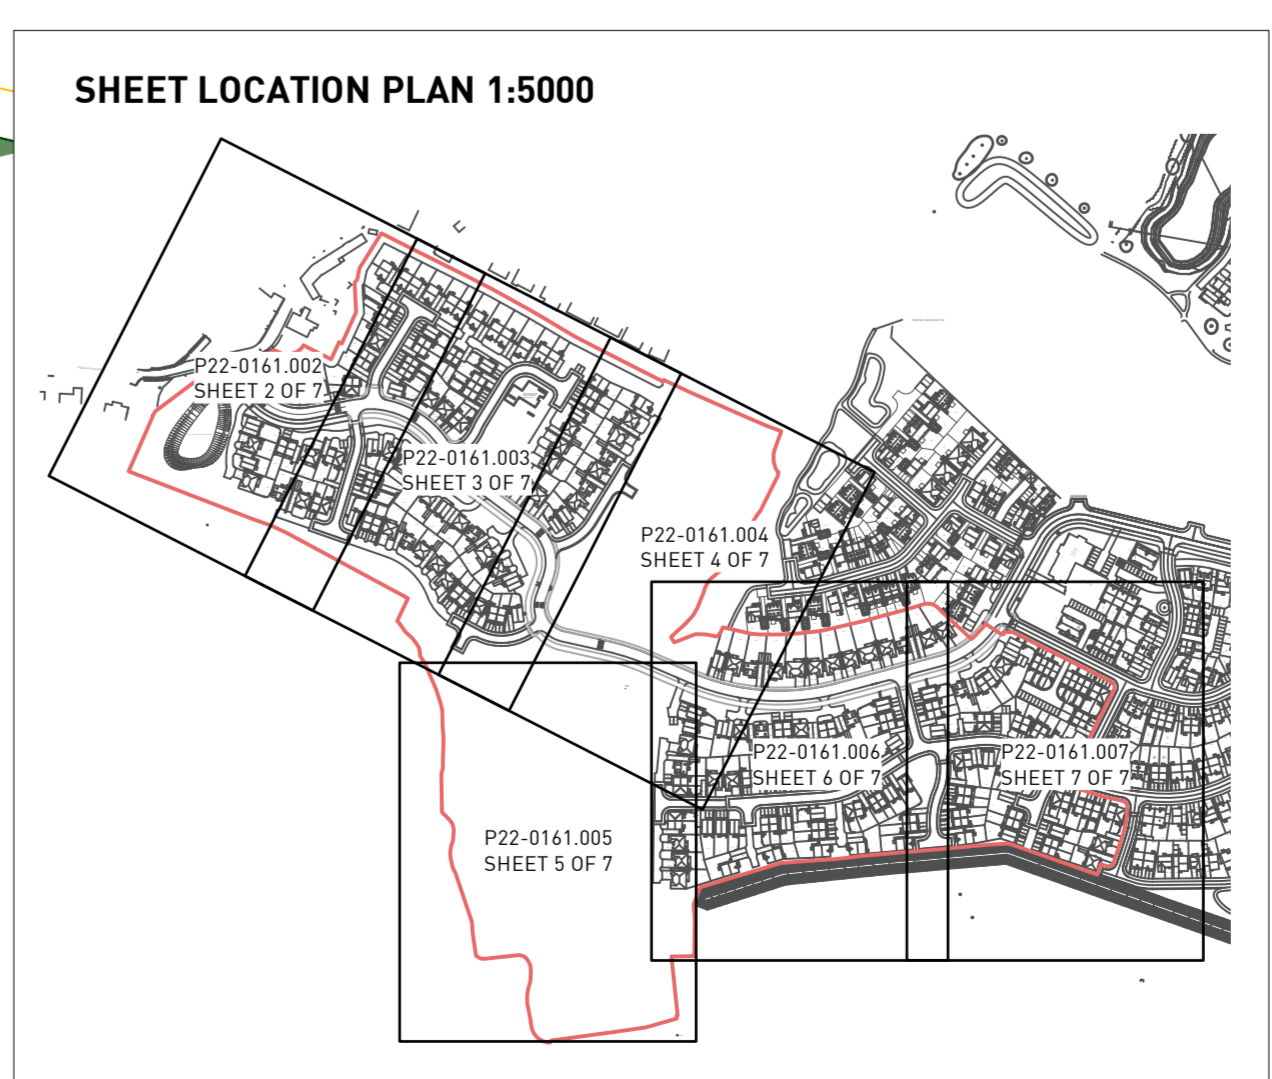 SHEET LOCATION PLAN 1:5000
P22-0161.002
SHEET 2 OF 7
P22-0161.003
SHEET 3 OF 7
P22-0161.004
SHEET 4 OF 7
P22-0161.006
SHEET 6 OF 7
P22-0161.007
SHEET 7 OF 7
P22-0161.005
SHEET 5 OF 7